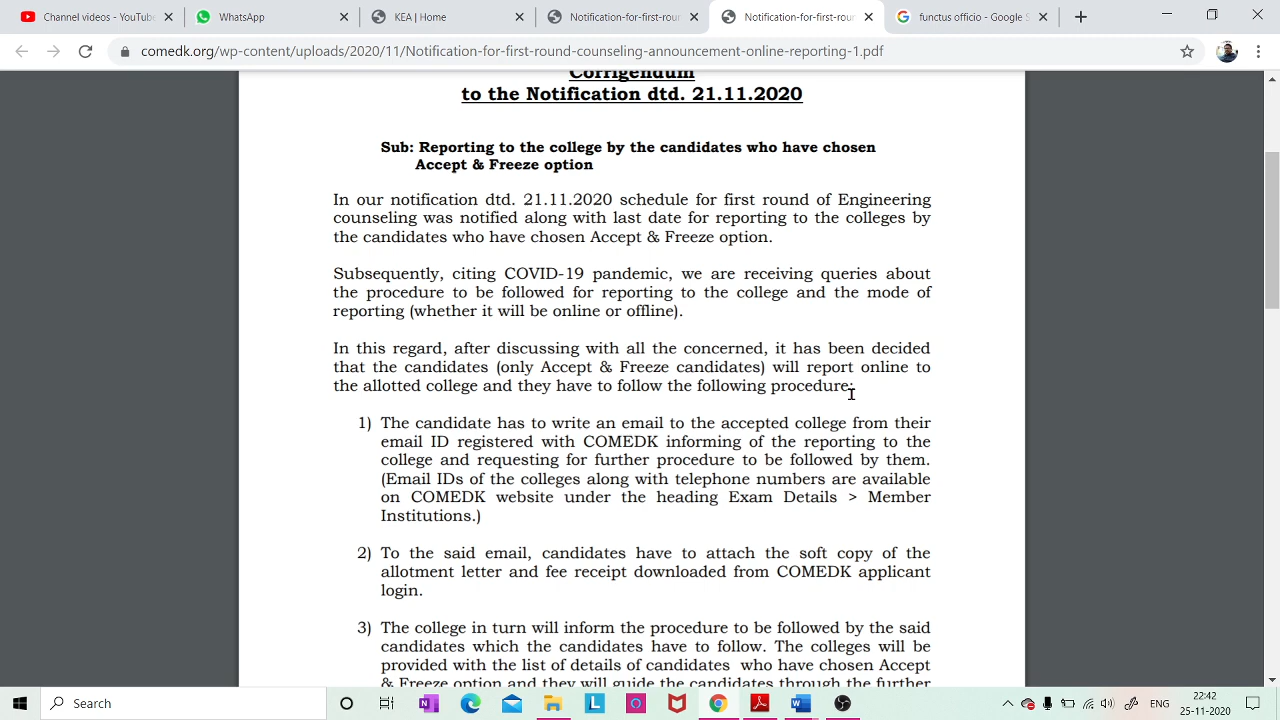 Channel videos - YouTube
WhatsApp
KEA | Home
Notification-for-first-rour
Notification-for-first-rour
functus officio - Google S
comedk.org/wp-content/uploads/2020/11/Notification-for-first-round-counseling-announcement-online-reporting-1.pdf
Corrigendum
to the Notification dtd. 21.11.2020
Sub: Reporting to the college by the candidates who have chosen
Accept & Freeze option
In our notification dtd. 21.11.2020 schedule for first round of Engineering
counseling was notified along with last date for reporting to the colleges by
the candidates who have chosen Accept & Freeze option.
Subsequently, citing COVID-19 pandemic, we are receiving queries about
the procedure to be followed for reporting to the college and the mode of
reporting (whether it will be online or offline).
In this regard, after discussing with all the concerned, it has been decided
that the candidates (only Accept & Freeze candidates) will report online to
the allotted college and they have to follow the following procedure:
1) The candidate has to write an email to the accepted college from their
email ID registered with COMEDK informing of the reporting to the
college and requesting for further procedure to be followed by them.
(Email IDs of the colleges along with telephone numbers are available
on COMEDK website under the heading Exam Details > Member
Institutions.)
2) To the said email, candidates have to attach the soft copy of the
allotment letter and fee receipt downloaded from COMEDK applicant
login.
3) The college in turn will inform the procedure to be followed by the said
candidates which the candidates have to follow. The colleges will be
provided with the list of details of candidates who have chosen Accept
& Freeze option and they will guide the candidates through the further
Search
ENG
22:42
25-11-2020